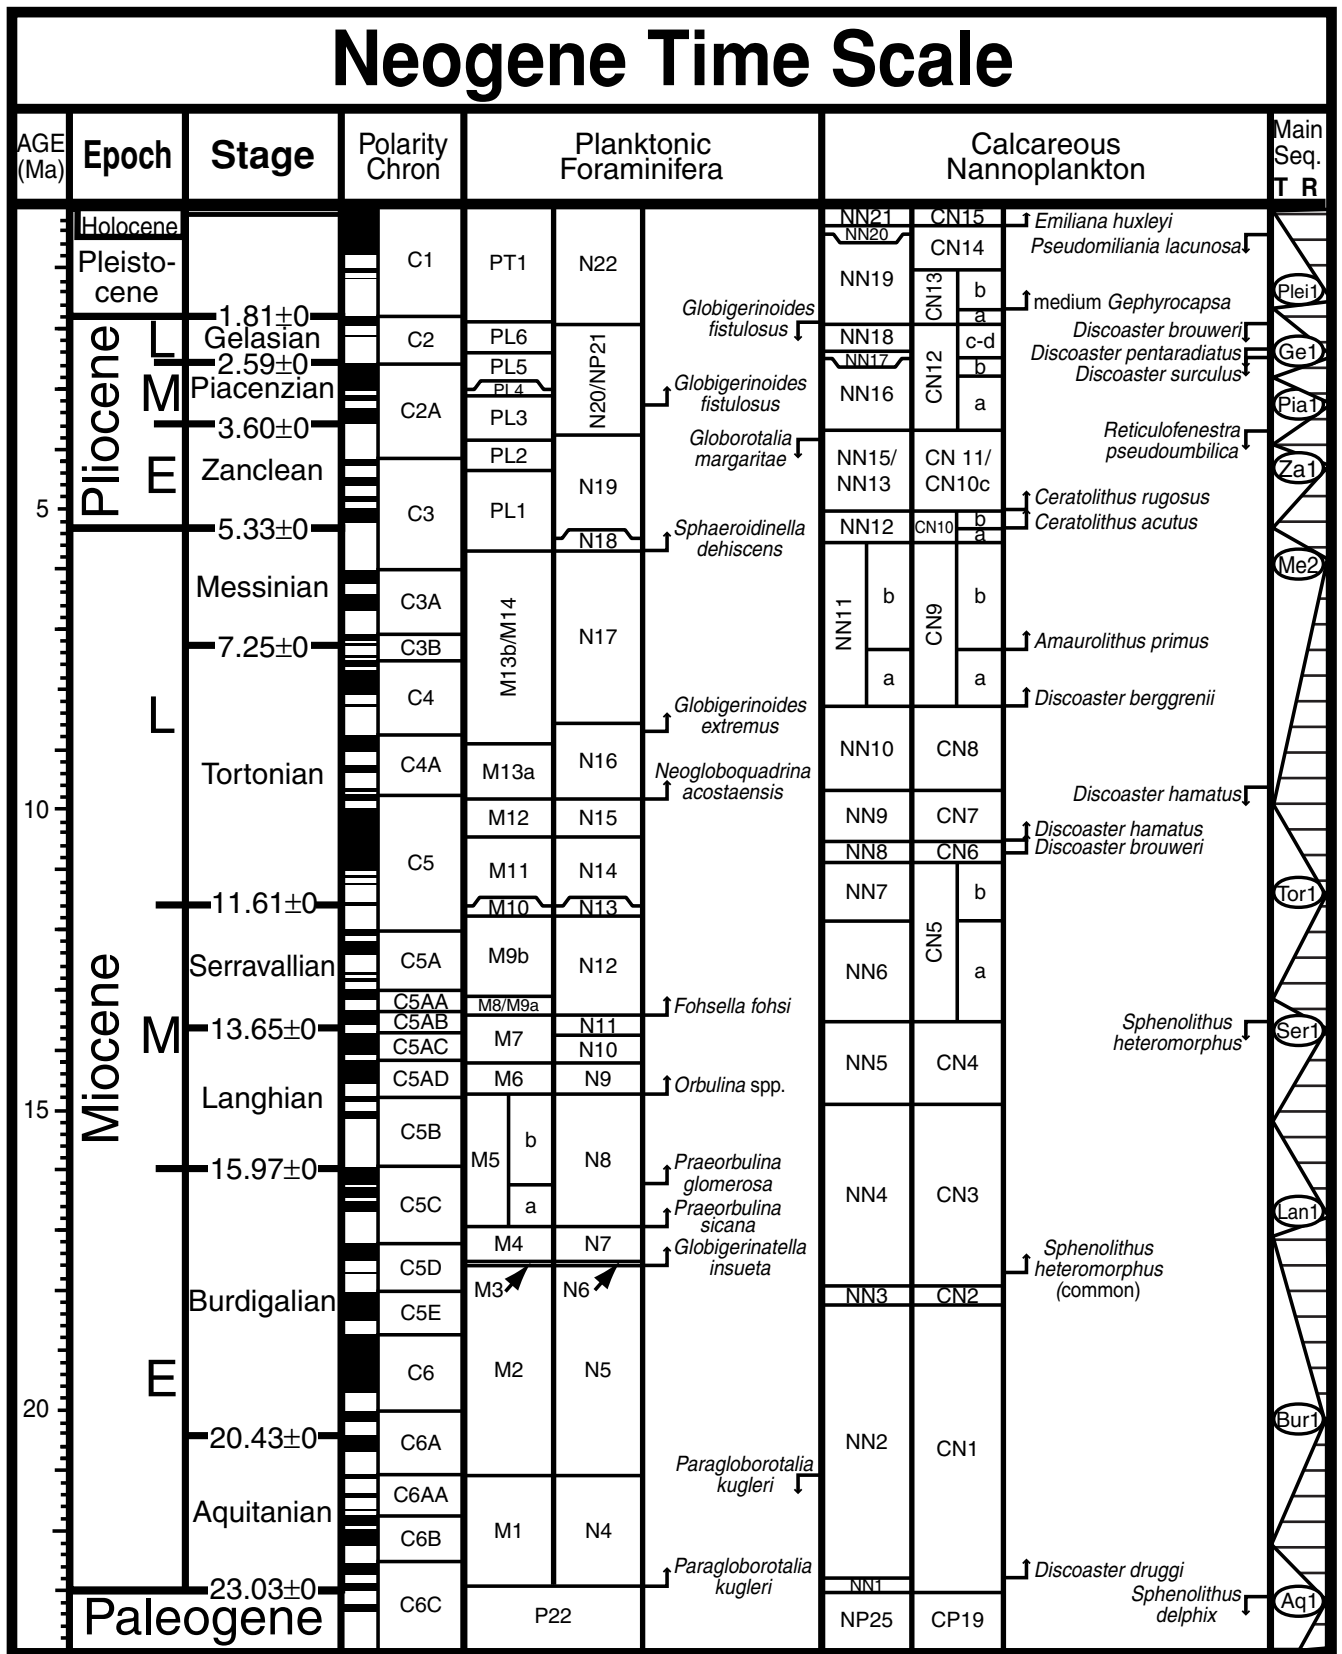 Neogene Time Scale
AGE
(Ma)
Epoch
Stage
Polarity
Chron
Planktonic
Foraminifera
Calcareous
Nannoplankton
Main
Seq.
T R
5
10
15
20
Holocene
Pleisto-
cene
Pliocene
L
M
E
Miocene
L
M
E
Paleogene
1.81±0
Gelasian
2.59±0
Piacenzian
3.60±0
Zanclean
5.33±0
Messinian
7.25±0
Tortonian
11.61±0
Serravallian
13.65±0
Langhian
15.97±0
Burdigalian
20.43±0
Aquitanian
23.03±0
C1
C2
C2A
C3
C3A
C3B
C4
C4A
C5
C5A
C5AA
C5AB
C5AC
C5AD
C5B
C5C
C5D
C5E
C6
C6A
C6AA
C6B
C6C
PT1
PL6
PL5
PL4
PL3
PL2
PL1
M13b/M14
M13a
M12
M11
M10
M9b
M8/M9a
M7
M6
M5
b
a
M4
M3
M2
M1
P22
N22
N20/NP21
N19
N18
N17
N16
N15
N14
N13
N12
N11
N10
N9
N8
N7
N6
N5
N4
Globigerinoides
fistulosus
Globigerinoides
fistulosus
Globorotalia
margaritae
Sphaeroidinella
dehiscens
Globigerinoides
extremus
Neogloboquadrina
acostaensis
Fohsella fohsi
Orbulina spp.
Praeorbulina
glomerosa
Praeorbulina
sicana
Globigerinatella
insueta
Paragloborotalia
kugleri
Paragloborotalia
kugleri
NN21
NN20
NN19
NN18
NN17
NN16
NN15/
NN13
NN12
NN11
b
a
NN10
NN9
NN8
NN7
NN6
NN5
NN4
NN3
NN2
NN1
NP25
CN15
CN14
CN13
b
a
CN12
c-d
b
a
CN 11/
CN10c
CN10
b
a
CN9
b
a
CN8
CN7
CN6
CN5
b
a
CN4
CN3
CN2
CN1
CP19
Emiliana huxleyi
Pseudomiliania lacunosa
medium Gephyrocapsa
Discoaster brouweri
Discoaster pentaradiatus
Discoaster surculus
Reticulofenestra
pseudoumbilica
Ceratolithus rugosus
Ceratolithus acutus
Amaurolithus primus
Discoaster berggrenii
Discoaster hamatus
Discoaster hamatus
Discoaster brouweri
Sphenolithus
heteromorphus
Sphenolithus
heteromorphus
(common)
Discoaster druggi
Sphenolithus
delphix
Plei1
Ge1
Pia1
Za1
Me2
Tor1
Ser1
Lan1
Bur1
Aq1